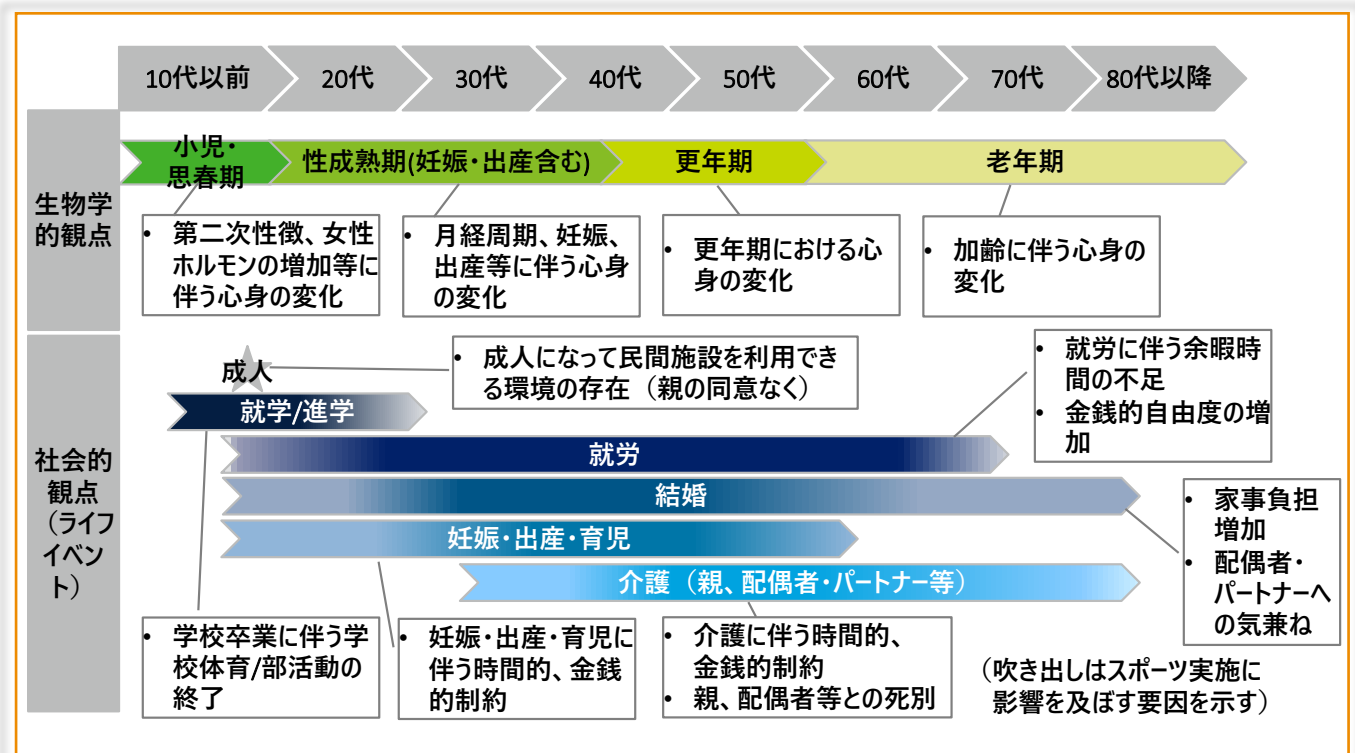 10代以前
20代
30代
40代
50代
60代
70代
80代以降
生物学
的観点
小児・
思春期
性成熟期(妊娠・出産含む)
更年期
老年期
• 第二次性徴、女性
ホルモンの増加等に
伴う心身の変化
• 月経周期、妊娠、
出産等に伴う心身
の変化
• 更年期における心
身の変化
• 加齢に伴う心身の
変化
社会的
観点
（ライフ
イベン
ト）
成人
• 成人になって民間施設を利用でき
る環境の存在（親の同意なく）
• 就労に伴う余暇時
間の不足
• 金銭的自由度の増
加
就学/進学
就労
結婚
妊娠・出産・育児
介護（親、配偶者・パートナー等）
• 家事負担
増加
• 配偶者・
パートナーへ
の気兼ね
• 学校卒業に伴う学
校体育/部活動の
終了
• 妊娠・出産・育児に
伴う時間的、金銭
的制約
• 介護に伴う時間的、
金銭的制約
• 親、配偶者等との死別
（吹き出しはスポーツ実施に
影響を及ぼす要因を示す）